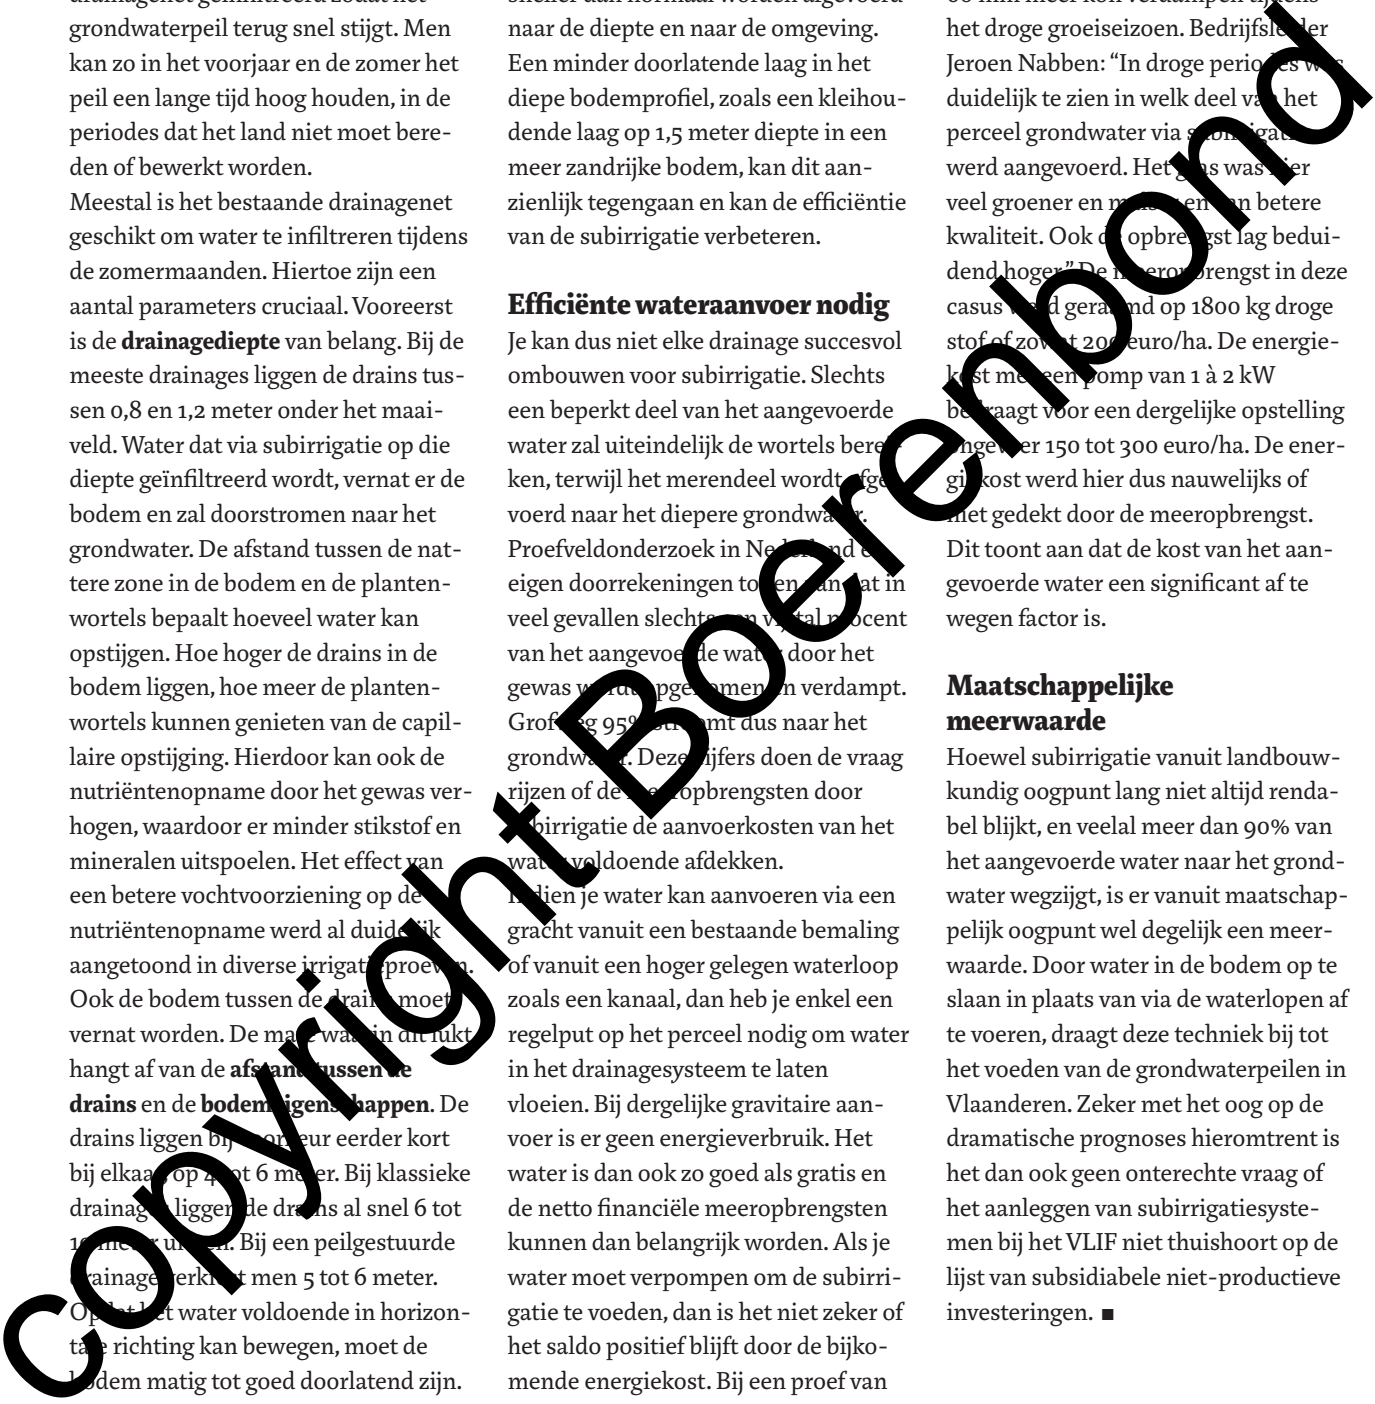 grondwaterpeil terug snel stijgt. Men
kan zo in het voorjaar en de zomer het
peil een lange tijd hoog houden, in de
periodes dat het land niet moet bere-
den of bewerkt worden.
Meestal is het bestaande drainagenet
geschikt om water te infiltreren tijdens
de zomermaanden. Hiertoe zijn een
aantal parameters cruciaal. Vooreerst
is de drainagediepte van belang. Bij de
meeste drainages liggen de drains tus-
sen 0,8 en 1,2 meter onder het maai-
veld. Water dat via subirrigatie op die
diepte geïnfiltreerd wordt, vernat er de
bodem en zal doorstromen naar het
grondwater. De afstand tussen de nat-
tere zone in de bodem en de planten-
wortels bepaalt hoeveel water kan
opstijgen. Hoe hoger de drains in de
bodem liggen, hoe meer de planten-
wortels kunnen genieten van de capil-
laire opstijging. Hierdoor kan ook de
nutriëntenopname door het gewas ver-
hogen, waardoor er minder stikstof en
mineralen uitspoelen. Het effect van
een betere vochtvoorziening op de
nutriëntenopname werd al duidelijk
aangetoond in diverse irrigatieproeven.
Ook de bodem tussen de drains moet
vernat worden. De mate waarin dit lukt
hangt af van de afstand tussen de
drains en de bodemeigenschappen. De
drains liggen bij voorkeur eerder kort
bij elkaar, op 4 tot 6 meter. Bij klassieke
drainages liggen de drains al snel 6 tot
meter uiteen. Bij een peilgestuurde
drainage verkiest men 5 tot 6 meter.
Opdat het water voldoende in horizon-
tale richting kan bewegen, moet de
bodem matig tot goed doorlatend zijn.
naar de diepte en naar de omgeving.
Een minder doorlatende laag in het
diepe bodemprofiel, zoals een kleihou-
dende laag op 1,5 meter diepte in een
meer zandrijke bodem, kan dit aan-
zienlijk tegengaan en kan de efficiëntie
van de subirrigatie verbeteren.
Efficiënte wateraanvoer nodig
Je kan dus niet elke drainage succesvol
ombouwen voor subirrigatie. Slechts
een beperkt deel van het aangevoerde
water zal uiteindelijk de wortels berei-
ken, terwijl het merendeel wordt afge-
voerd naar het diepere grondwater.
Proefveldonderzoek in Nederland en
eigen doorrekeningen tonen aan dat in
veel gevallen slechts een vijftal procent
van het aangevoerde water door het
gewas wordt opgenomen en verdampt.
Grofweg 95% stroomt dus naar het
grondwater. Deze cijfers doen de vraag
rijzen of de meeropbrengsten door
subirrigatie de aanvoerkosten van het
water voldoende afdekken.
Indien je water kan aanvoeren via een
gracht vanuit een bestaande bemaling
of vanuit een hoger gelegen waterloop
zoals een kanaal, dan heb je enkel een
regelput op het perceel nodig om water
in het drainagesysteem te laten
vloeien. Bij dergelijke gravitaire aan-
voer is er geen energieverbruik. Het
water is dan ook zo goed als gratis en
de netto financiële meeropbrengsten
kunnen dan belangrijk worden. Als je
water moet verpompen om de subirri-
gatie te voeden, dan is het niet zeker of
het saldo positief blijft door de bijko-
mende energiekost. Bij een proef van
het droge groeiseizoen. Bedrijfsleider
Jeroen Nabben: “In droge periodes was
duidelijk te zien in welk deel van het
perceel grondwater via subirrigatie
werd aangevoerd. Het gras was hier
veel groener en en van betere
kwaliteit. Ook de opbrengst lag bedui-
dend hoger.” De meeropbrengst in deze
casus werd geraamd op 1800 kg droge
stof of zowat 200 euro/ha. De energie-
kost met een pomp van 1 à 2 kW
bedraagt voor een dergelijke opstelling
ongeveer 150 tot 300 euro/ha. De ener-
giekost werd hier dus nauwelijks of
niet gedekt door de meeropbrengst.
Dit toont aan dat de kost van het aan-
gevoerde water een significant af te
wegen factor is.
Maatschappelijke
meerwaarde
Hoewel subirrigatie vanuit landbouw-
kundig oogpunt lang niet altijd renda-
bel blijkt, en veelal meer dan 90% van
het aangevoerde water naar het grond-
water wegzijgt, is er vanuit maatschap-
pelijk oogpunt wel degelijk een meer-
waarde. Door water in de bodem op te
slaan in plaats van via de waterlopen af
te voeren, draagt deze techniek bij tot
het voeden van de grondwaterpeilen in
Vlaanderen. Zeker met het oog op de
dramatische prognoses hieromtrent is
het dan ook geen onterechte vraag of
het aanleggen van subirrigatiesyste-
men bij het VLIF niet thuishoort op de
lijst van subsidiabele niet-productieve
investeringen. ■
copyright Boerenbond